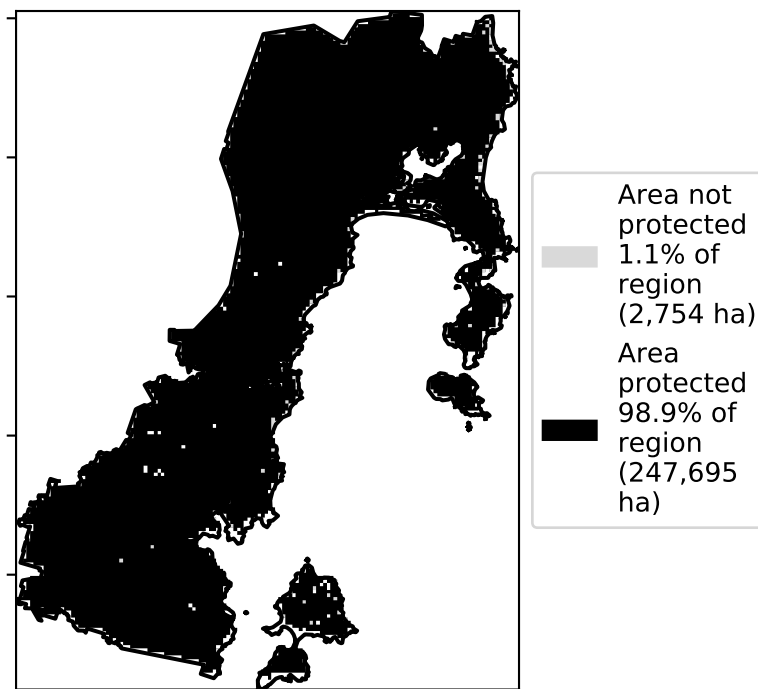 Area not
protected
1.1% of
region
(2,754 ha)
Area
protected
98.9% of
region
(247,695
ha)